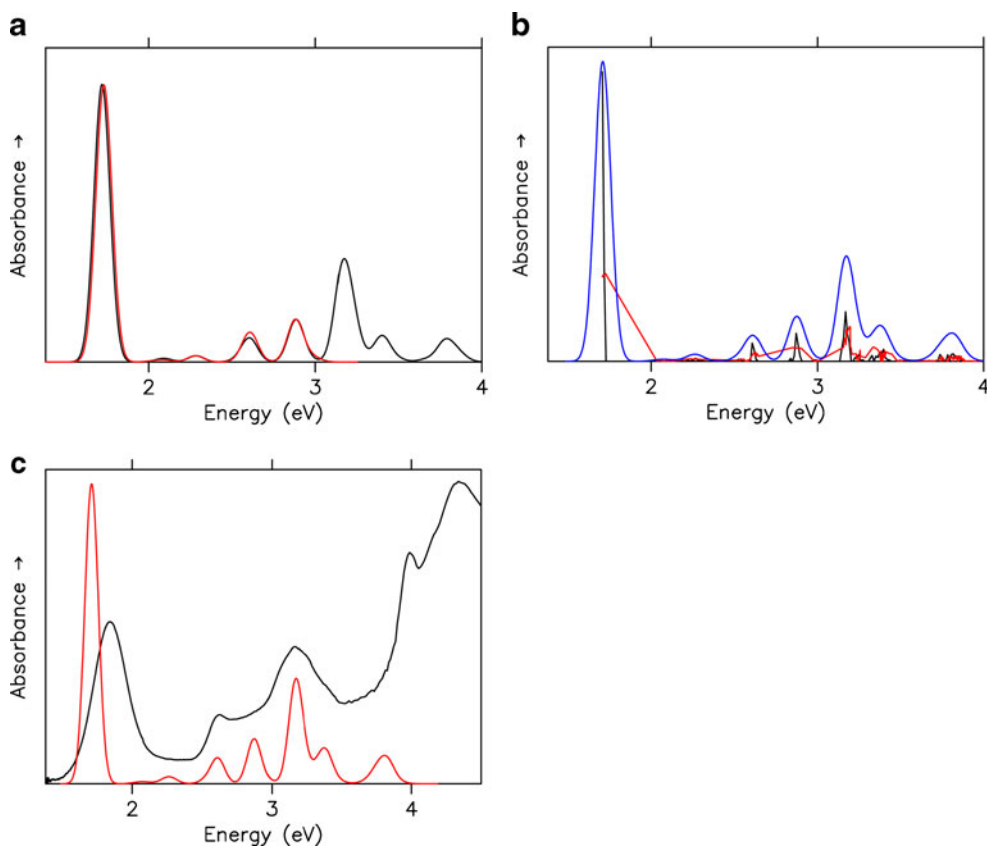 a
b
Absorbance →
2 3 4
Energy (eV)
Absorbance →
2 3 4
Energy (eV)
c
Absorbance →
2 3 4
Energy (eV)